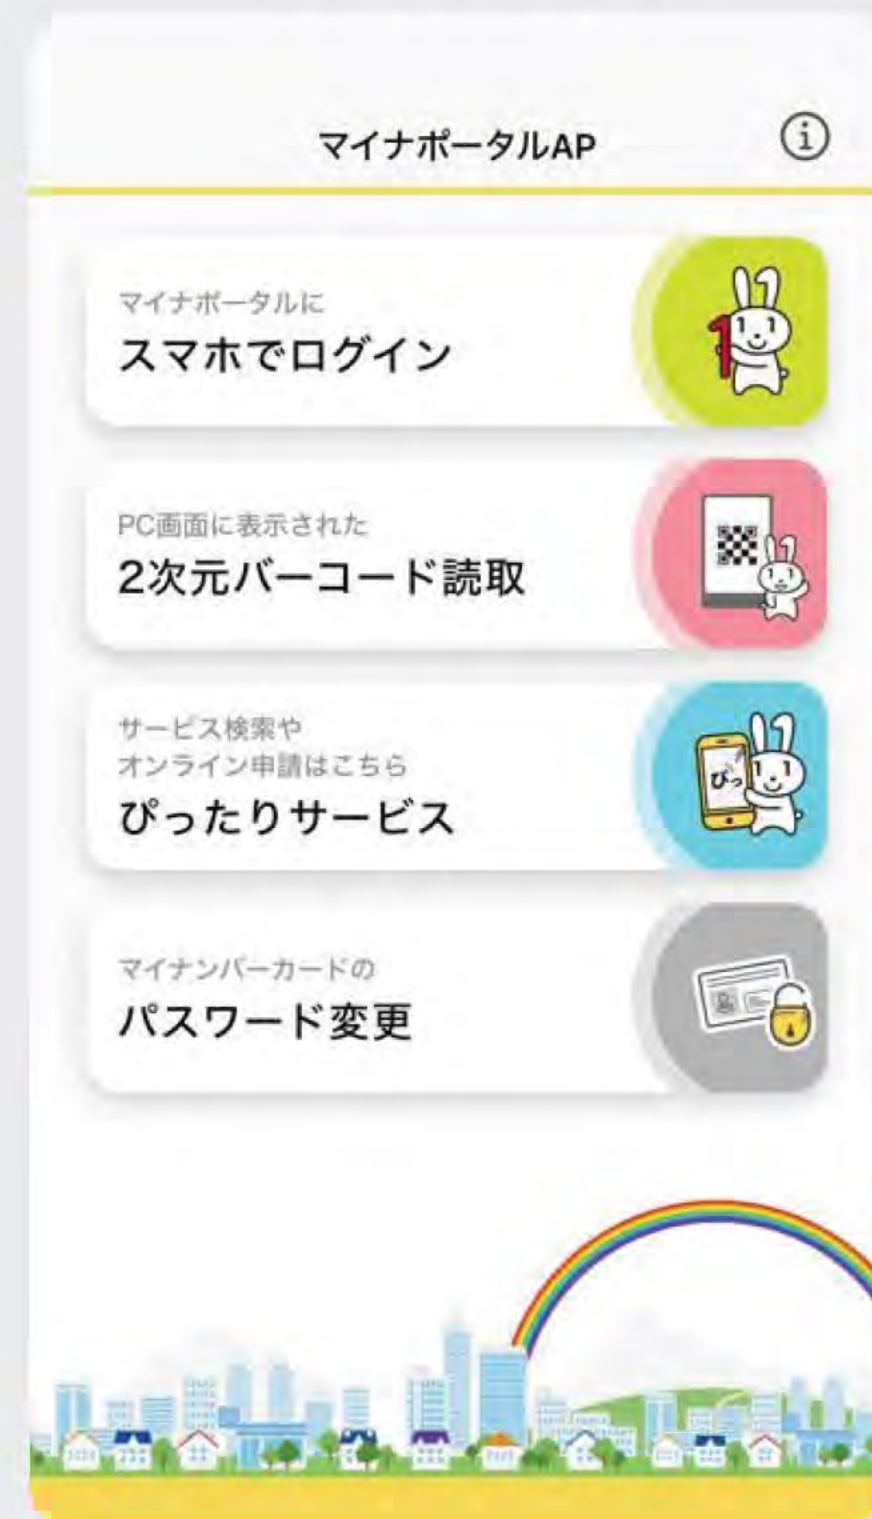 マイナポータルAP
マイナポータルに
スマホでログイン
PC画面に表示された
2次元バーコード読取
サービス検索や
オンライン申請はこちら
ぴったりサービス
ぴっ
マイナンバーカードの
パスワード変更